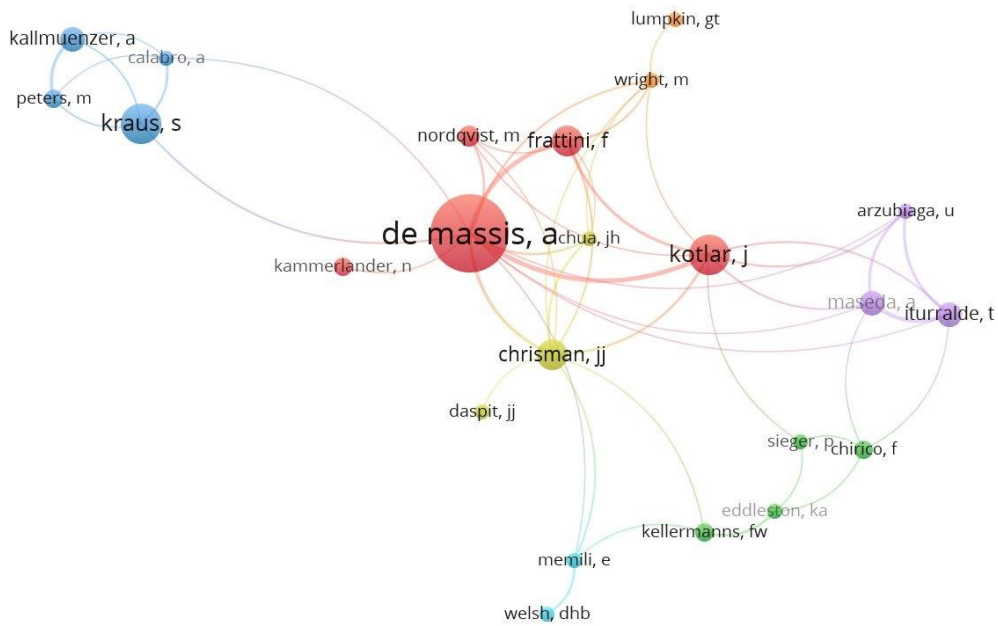 lumpkin, gt
kallmuenzer, a
calabro, a
wright, m
peters, m
kraus, s
nordqvist, m
frattini, f
arzubiaga, u
de massis, a
chua, jh
kotlar, j
kammerlander, n
maseda, a
iturralde, t
chrisman, jj
daspit, jj
sieger, p
chirico, f
eddleston, ka
kellermanns, fw
memili, e
welsh, dhb